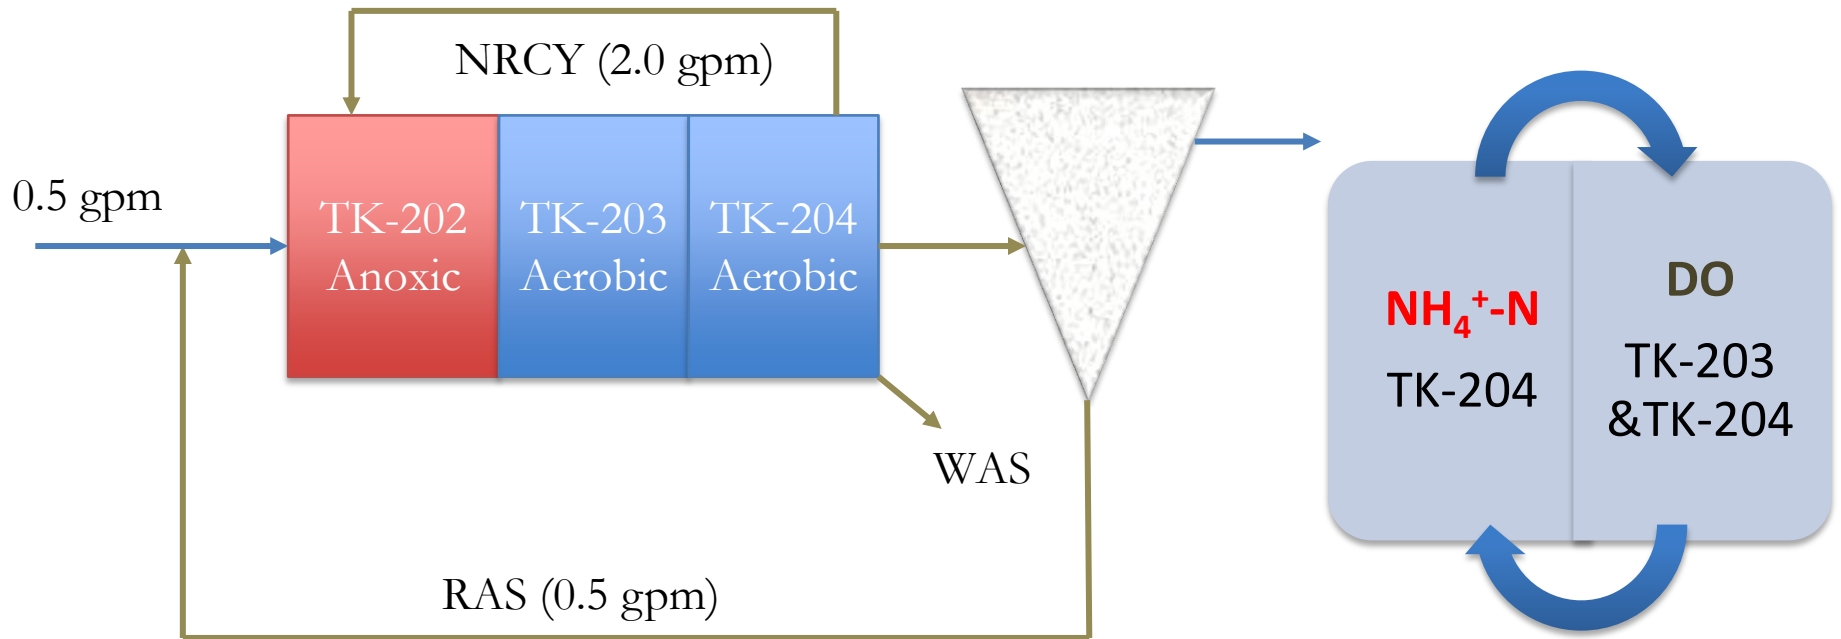 NRCY (2.0 gpm)
0.5 gpm
TK-202
Anoxic
TK-203
Aerobic
TK-204
Aerobic
WAS
RAS (0.5 gpm)
NH₄⁺-N
TK-204
DO
TK-203
&TK-204